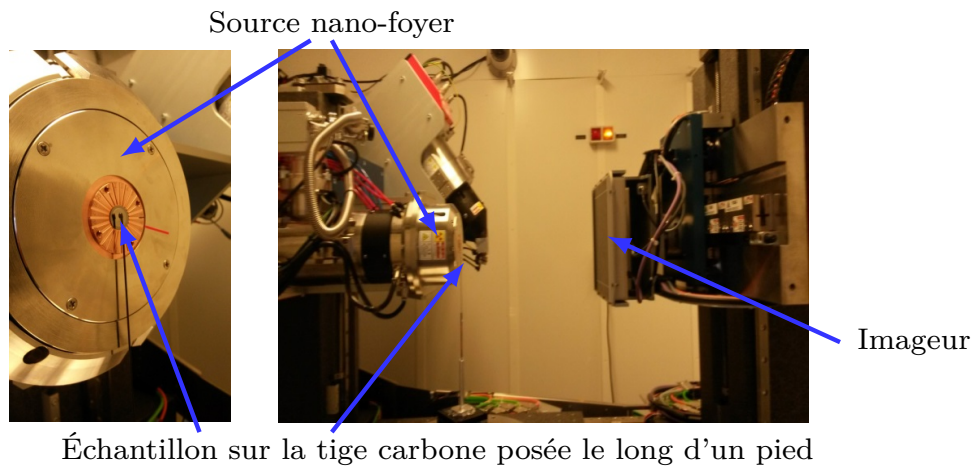 Source nano-foyer
Imageur
Échantillon sur la tige carbone posée le long d'un pied